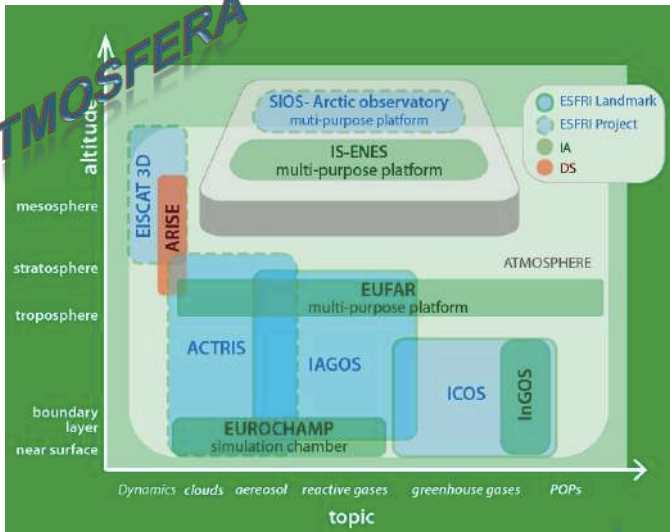 TMOSFERA
altitude
SIOS- Arctic observatory
muti-purpose platform
IS-ENES
multi-purpose platform
ESFRI Landmark
ESFRI Project
IA
DS
EISCAT 3D
ARISE
mesosphere
stratosphere
troposphere
boundary
layer
near surface
ATMOSPHERE
EUFAR
multi-purpose platform
ACTRIS
IAGOS
ICOS
InGOS
EUROCHAMP
simulation chamber
Dynamics clouds aereosol reactive gases greenhouse gases POPs
topic